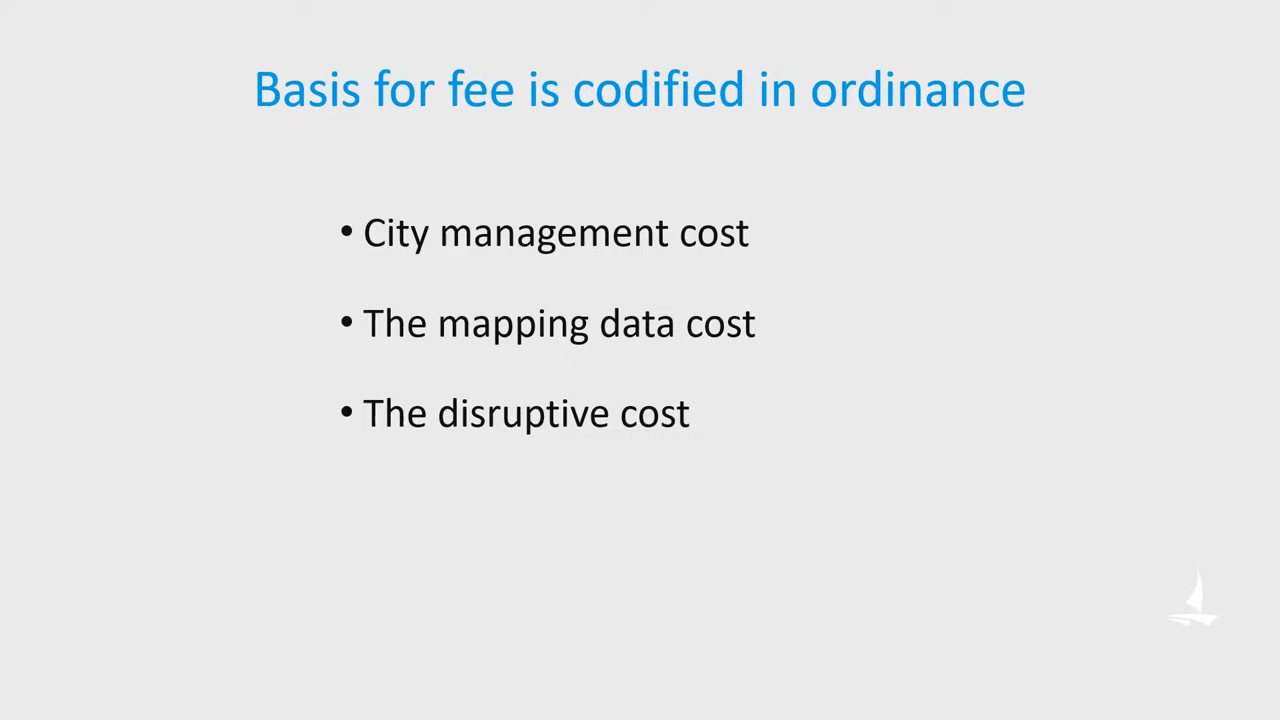 Basis for fee is codified in ordinance
• City management cost
• The mapping data cost
• The disruptive cost